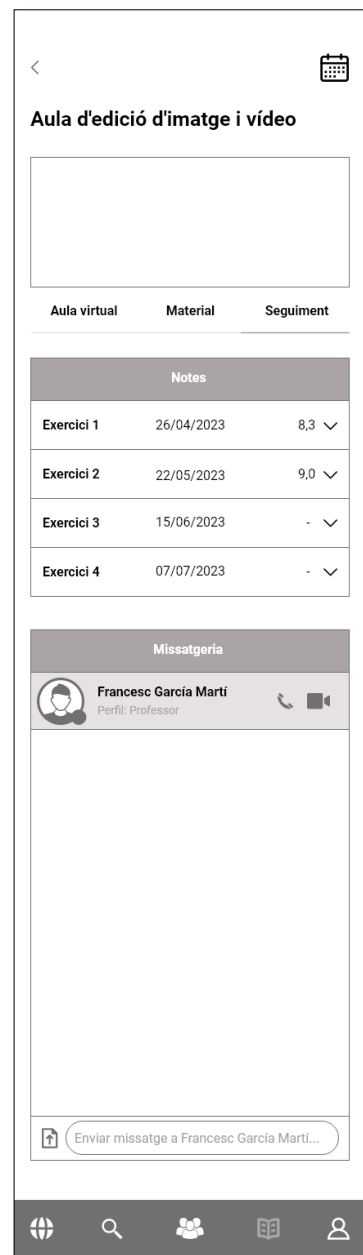 Aula d'edició d'imatge i vídeo
Aula virtual Material Seguiment
Notes
Exercici 1 26/04/2023 8,3
Exercici 2 22/05/2023 9,0
Exercici 3 15/06/2023 -
Exercici 4 07/07/2023 -
Missatgeria
Francesc García Martí
Perfil: Professor
Enviar missatge a Francesc García Martí...